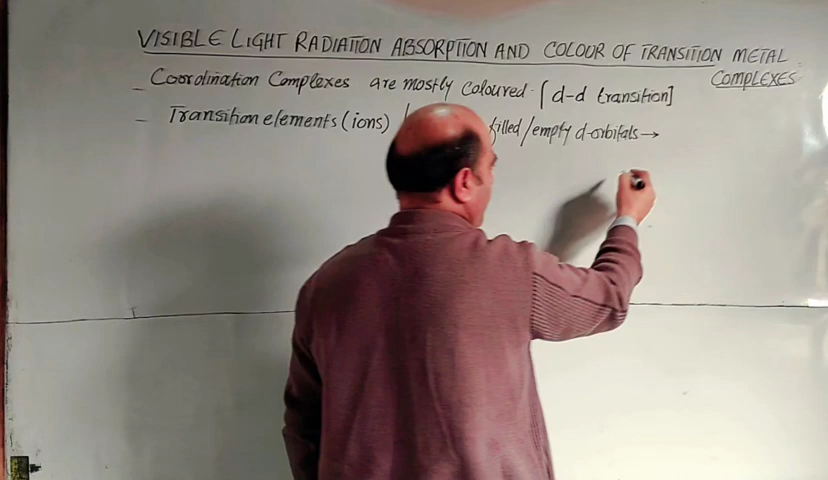 VISIBLE LIGHT RADIATION ABSORPTION AND COLOUR OF TRANSITION METAL
COMPLEXES
- Coordination Complexes are mostly coloured. [d-d transition]
- Transition elements (ions) filled/empty d-orbitals →